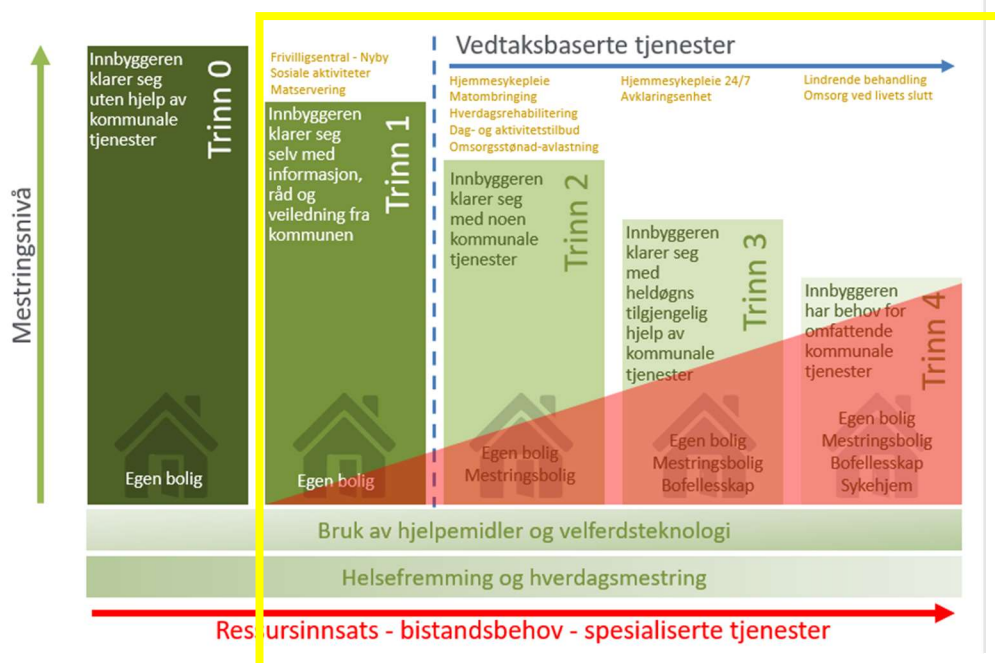 Vedtaksbaserte tjenester
Mestringsnivå
Innbyggeren
klarer seg
uten hjelp av
kommunale
tjenester
Trinn 0
Egen bolig
Frivilligsentral - Nyby
Sosiale aktiviteter
Matservering
Innbyggeren
klarer seg
selv med
informasjon,
råd og
veiledning fra
kommunen
Trinn 1
Egen bolig
Hjemmesykepleie
Matombringing
Hverdagsrehabilitering
Dag- og aktivitetstilbud
Omsorgsstønad-avlastning
Innbyggeren
klarer seg
med noen
kommunale
tjenester
Trinn 2
Egen bolig
Mestringsbolig
Hjemmesykepleie 24/7
Avklaringsenhet
Innbyggeren
klarer seg
med
heldøgns
tilgjengelig
hjelp av
kommunale
tjenester
Trinn 3
Egen bolig
Mestringsbolig
Bofellesskap
Lindrende behandling
Omsorg ved livets slutt
Innbyggeren
har behov for
omfattende
kommunale
tjenester
Trinn 4
Egen bolig
Mestringsbolig
Bofellesskap
Sykehjem
Bruk av hjelpemidler og velferdsteknologi
Helsefremming og hverdagsmestring
Ressursinnsats - bistandsbehov - spesialiserte tjenester